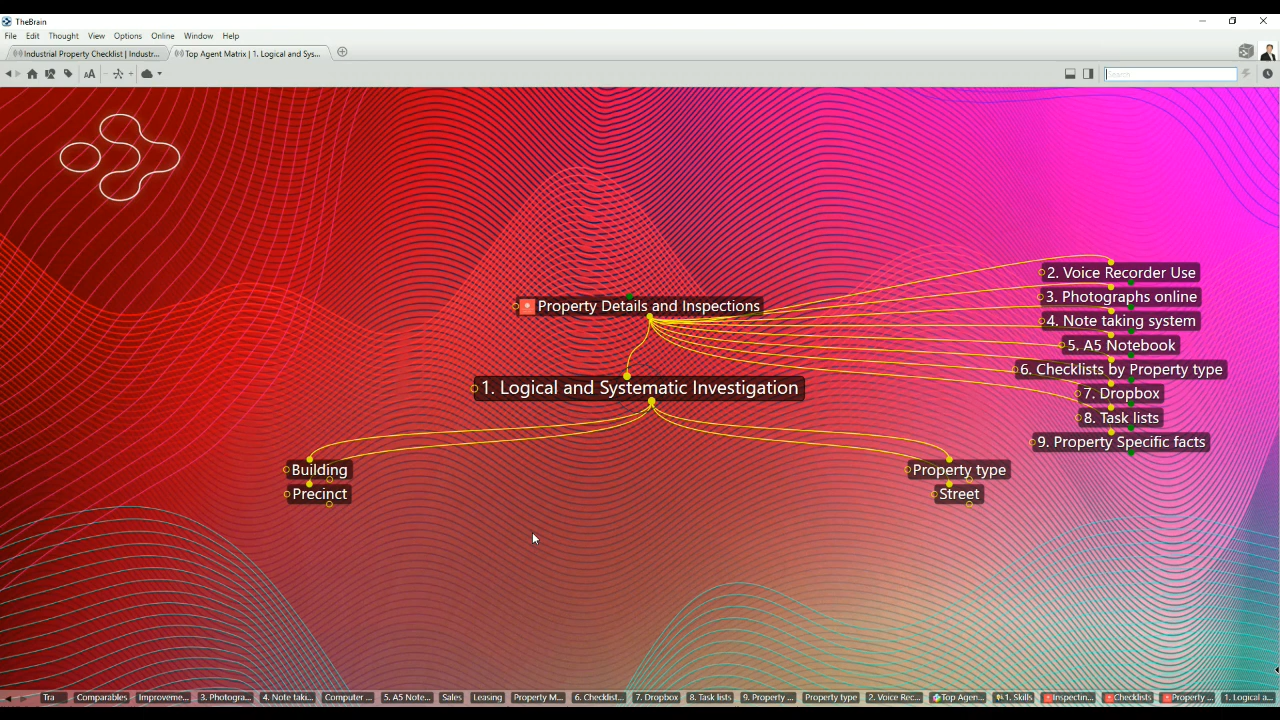 TheBrain
File Edit Thought View Options Online Window Help
Industrial Property Checklist | Industr...
Top Agent Matrix | 1. Logical and Sys...
AA
Search
Property Details and Inspections
1. Logical and Systematic Investigation
2. Voice Recorder Use
3. Photographs online
4. Note taking system
5. A5 Notebook
6. Checklists by Property type
7. Dropbox
8. Task lists
9. Property Specific facts
Building
Precinct
Property type
Street
Tra Comparables Improveme... 3. Photogra... 4. Note taki... Computer ... 5. A5 Note... Sales Leasing Property M... 6. Checklist... 7. Dropbox 8. Task lists 9. Property ... Property type 2. Voice Rec... Top Agen... 1. Skills Inspectin... Checklists Property ... 1. Logical a...